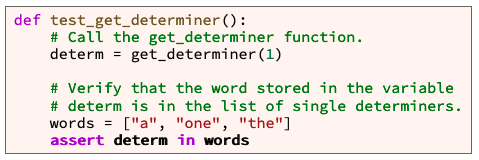 def test_get_determiner():
    # Call the get_determiner function.
    determ = get_determiner(1)

    # Verify that the word stored in the variable
    # determ is in the list of single determiners.
    words = ["a", "one", "the"]
    assert determ in words